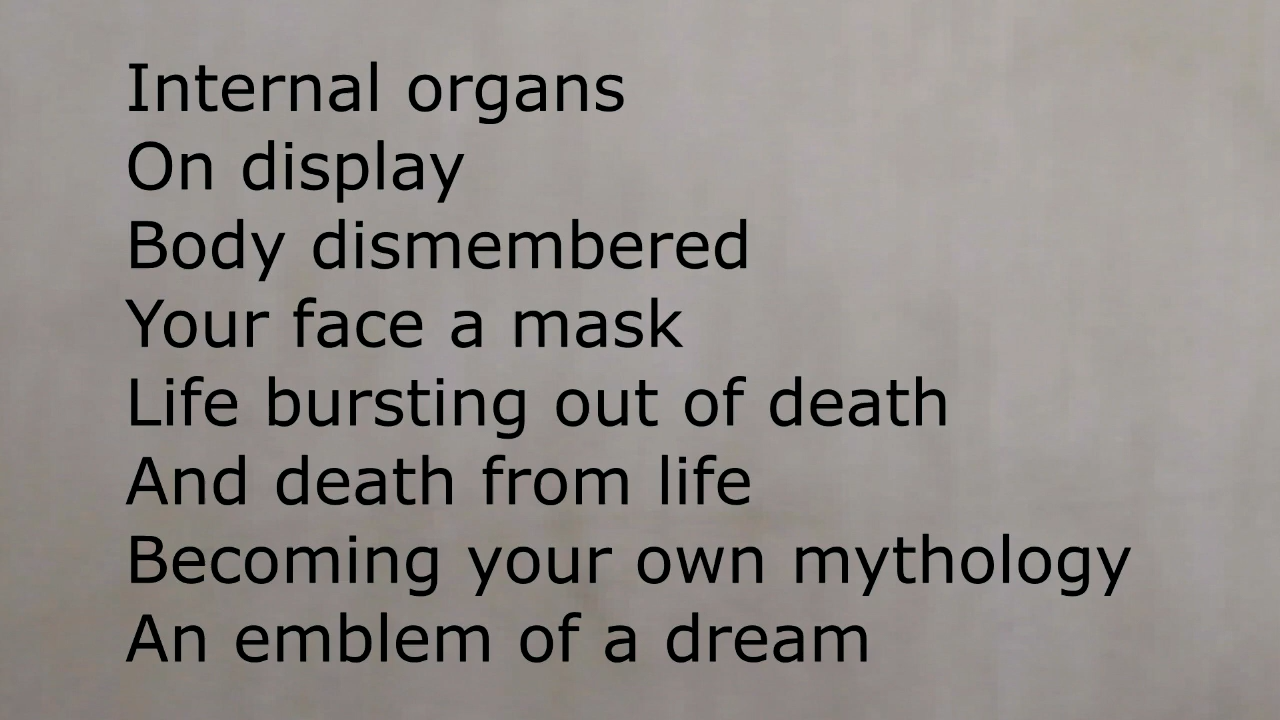 Internal organs
On display
Body dismembered
Your face a mask
Life bursting out of death
And death from life
Becoming your own mythology
An emblem of a dream